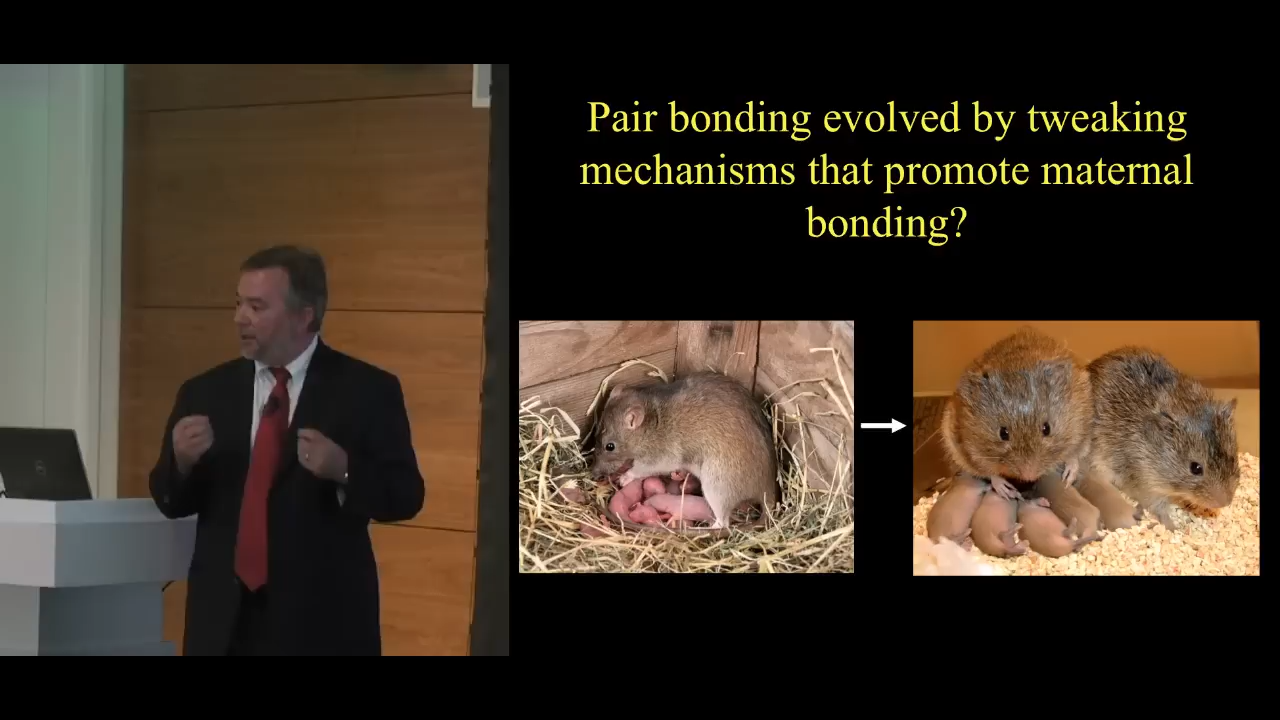 Pair bonding evolved by tweaking
mechanisms that promote maternal
bonding?